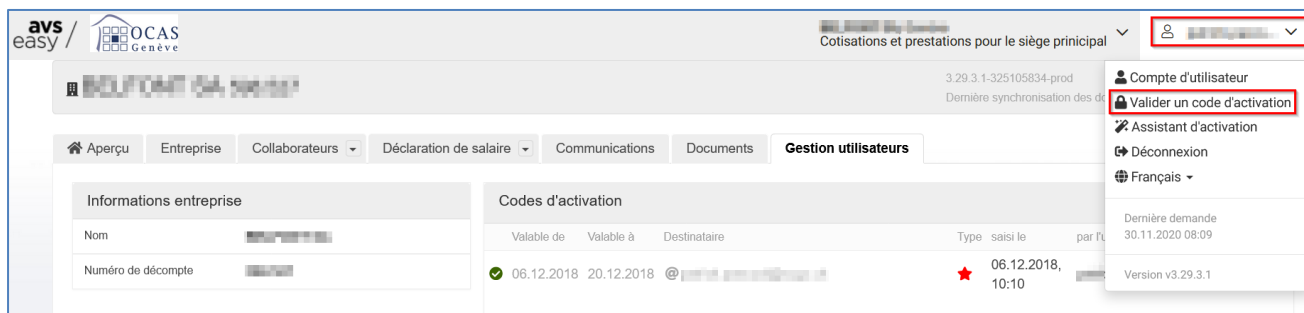 avs
easy / OCAS
Genève
Cotisations et prestations pour le siège prinicipal
3.29.3.1-325105834-prod
Dernière synchronisation des do
Compte d'utilisateur
Valider un code d'activation
Assistant d'activation
Déconnexion
Français
Dernière demande
30.11.2020 08:09
Version v3.29.3.1
Aperçu Entreprise Collaborateurs Déclaration de salaire Communications Documents Gestion utilisateurs
Informations entreprise
Nom
Numéro de décompte
Codes d'activation
Valable de Valable à Destinataire Type saisi le par l'u
06.12.2018 20.12.2018 @ 06.12.2018,
10:10